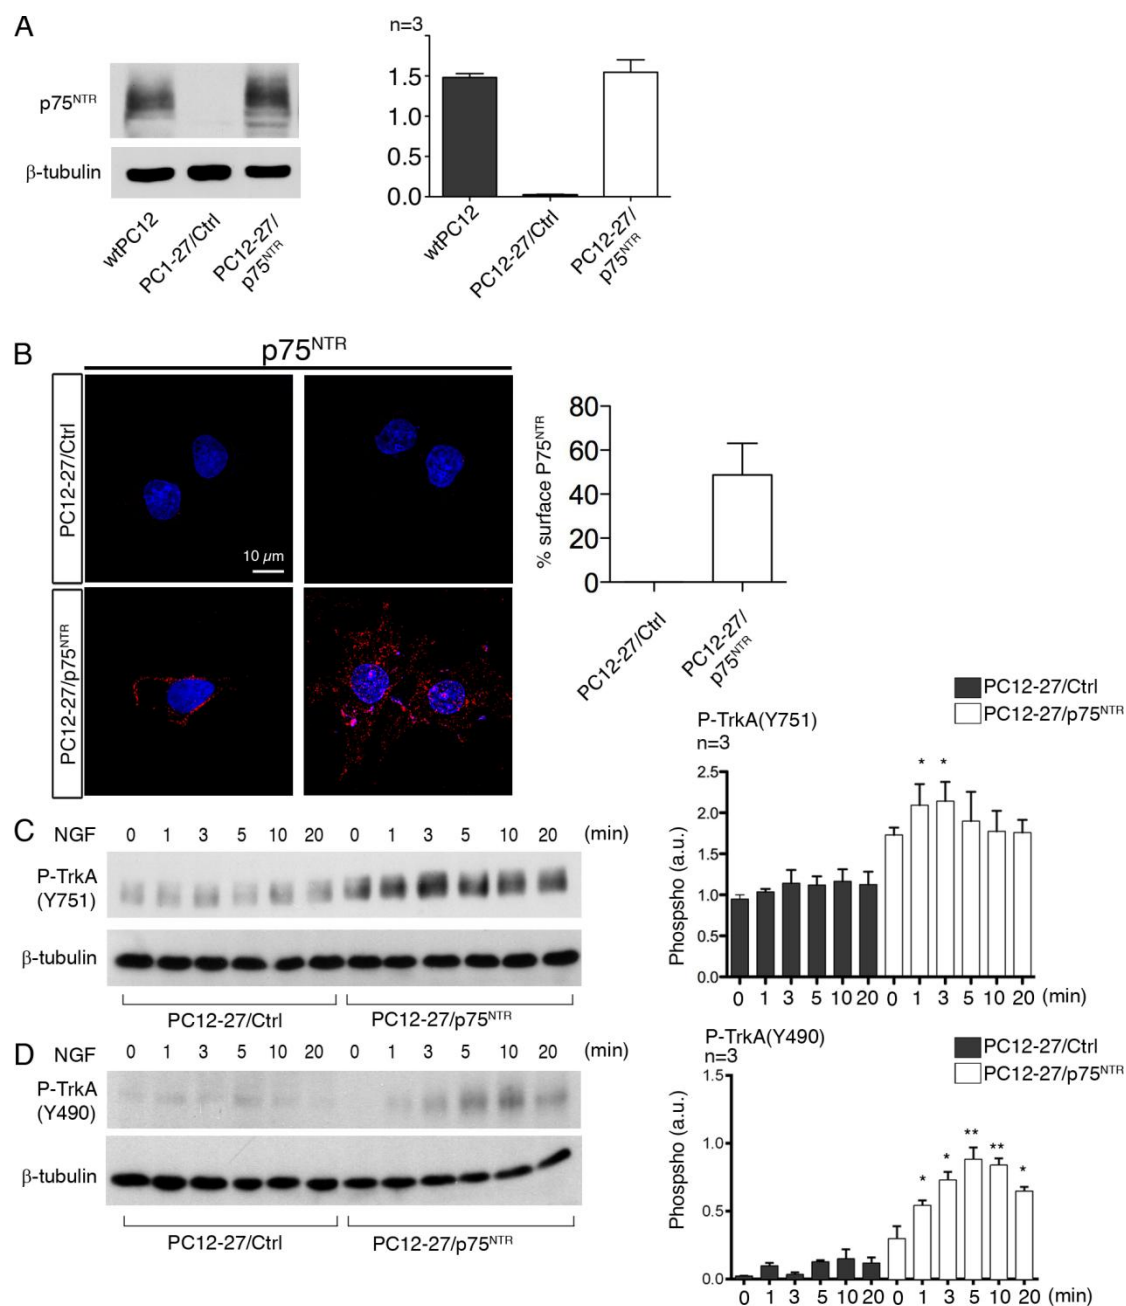 A
n=3
p75NTR
β-tubulin
wtPC12
PC1-27/Ctrl
PC12-27/
p75NTR
1.5
1.0
0.5
0.0
wtPC12
PC12-27/Ctrl
PC12-27/
p75NTR
B
p75NTR
PC12-27/Ctrl
10 µm
PC12-27/p75NTR
% surface P75NTR
80
60
40
20
0
PC12-27/Ctrl
PC12-27/
p75NTR
PC12-27/Ctrl
PC12-27/p75NTR
P-TrkA(Y751)
n=3
Phospsho (a.u.)
2.5
2.0
1.5
1.0
0.5
0.0
* *
0 1 3 5 10 20 0 1 3 5 10 20 (min)
C NGF 0 1 3 5 10 20 0 1 3 5 10 20 (min)
P-TrkA
(Y751)
β-tubulin
PC12-27/Ctrl PC12-27/p75NTR
D NGF 0 1 3 5 10 20 0 1 3 5 10 20 (min)
P-TrkA
(Y490)
β-tubulin
PC12-27/Ctrl PC12-27/p75NTR
P-TrkA(Y490)
n=3
PC12-27/Ctrl
PC12-27/p75NTR
Phospsho (a.u.)
1.5
1.0
0.5
0.0
* * ** ** *
0 1 3 5 10 20 0 1 3 5 10 20 (min)